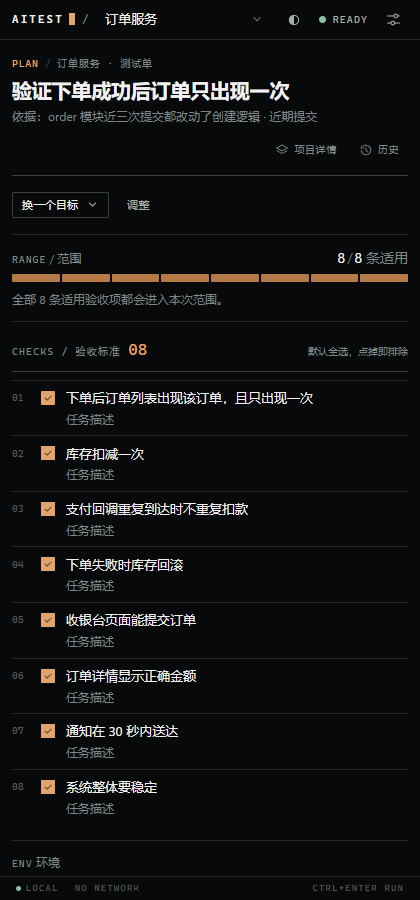 AITEST / 订单服务 READY
PLAN / 订单服务 · 测试单
验证下单成功后订单只出现一次
依据: order 模块近三次提交都改动了创建逻辑 · 近期提交
项目详情 历史
换一个目标 调整
RANGE / 范围 8/8 条适用
全部 8 条适用验收项都会进入本次范围。
CHECKS / 验收标准 08 默认全选，点掉即排除
01 下单后订单列表出现该订单，且只出现一次
任务描述
02 库存扣减一次
任务描述
03 支付回调重复到达时不重复扣款
任务描述
04 下单失败时库存回滚
任务描述
05 收银台页面能提交订单
任务描述
06 订单详情显示正确金额
任务描述
07 通知在 30 秒内送达
任务描述
08 系统整体要稳定
任务描述
ENV 环境
LOCAL NO NETWORK CTRL+ENTER RUN